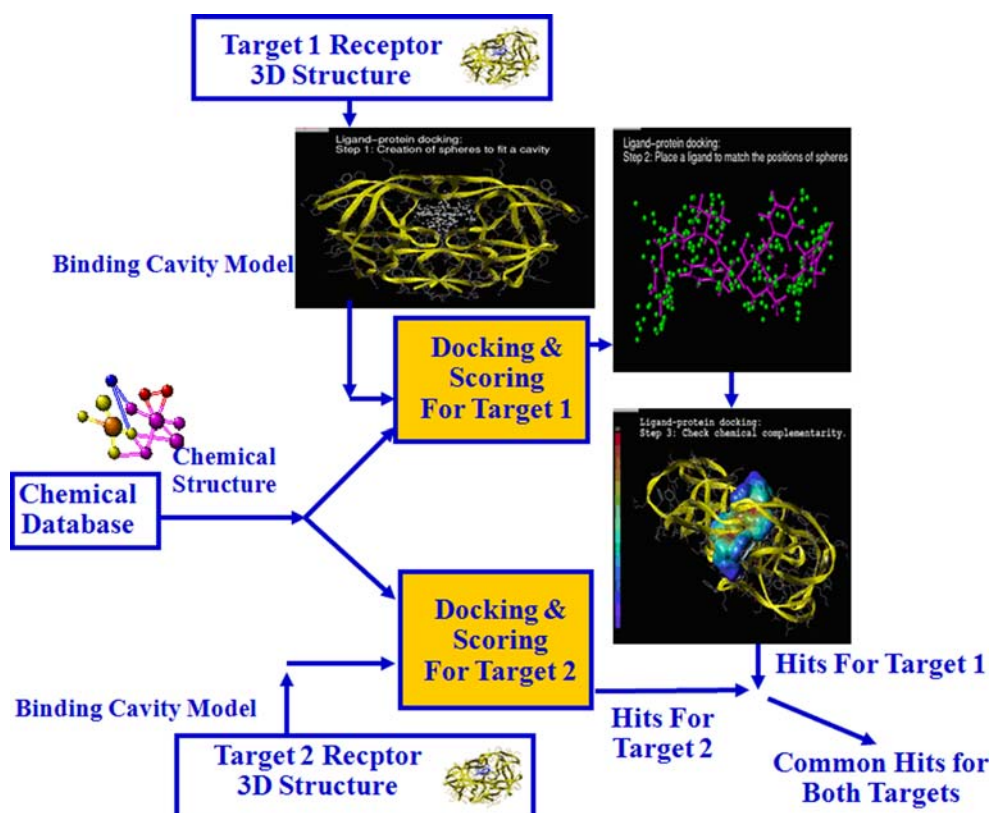 Target 1 Receptor
3D Structure
Ligand-protein docking:
Step 1: Creation of spheres to fit a cavity
Ligand-protein docking:
Step 2: Place a ligand to match the positions of spheres
Binding Cavity Model
Docking &
Scoring
For Target 1
Ligand-protein docking:
Step 3: Check chemical complementarity.
Chemical
Structure
Chemical
Database
Docking &
Scoring
For Target 2
Hits For Target 1
Binding Cavity Model
Hits For
Target 2
Target 2 Recptor
3D Structure
Common Hits for
Both Targets